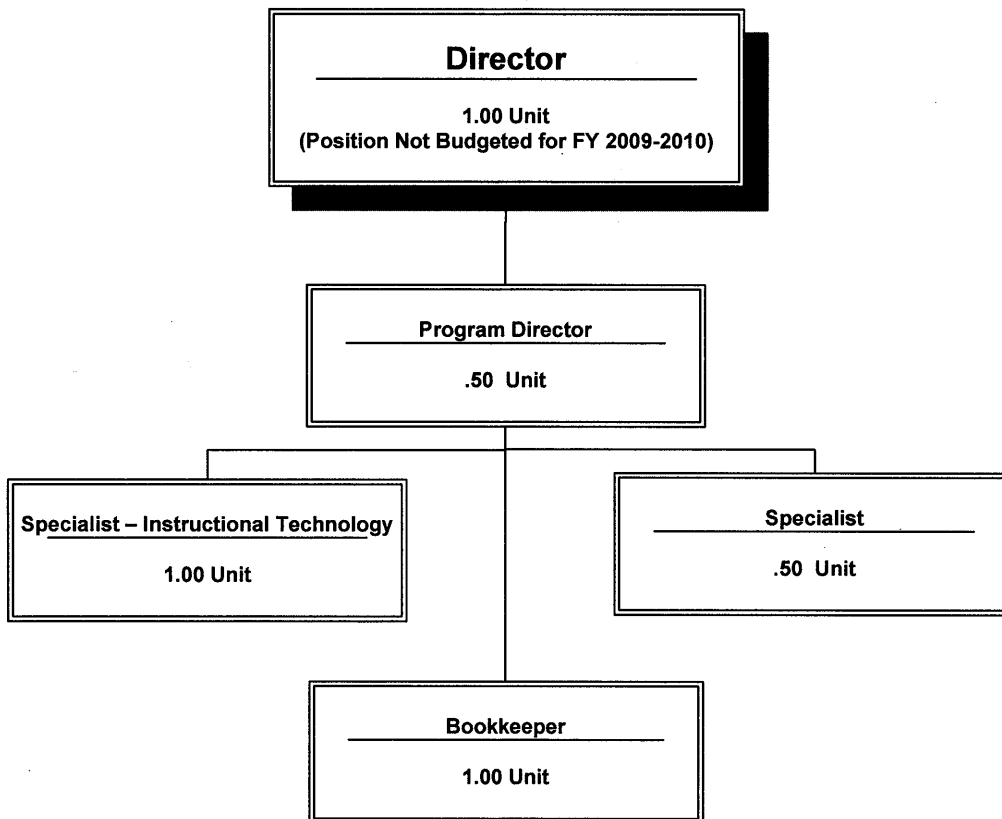 Director
1.00 Unit
(Position Not Budgeted for FY 2009-2010)
Program Director
.50 Unit
Specialist – Instructional Technology
1.00 Unit
Specialist
.50 Unit
Bookkeeper
1.00 Unit